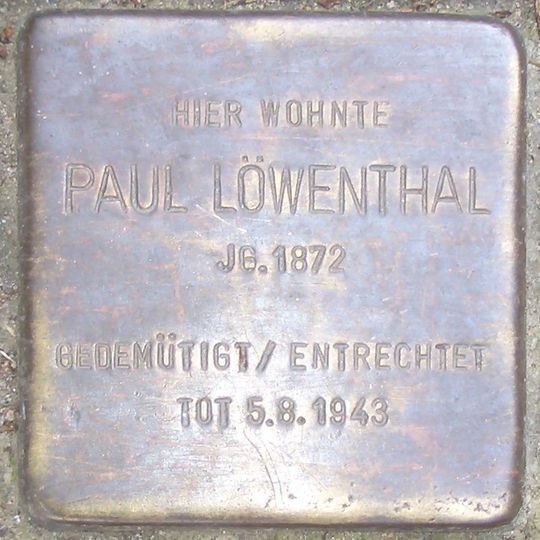 HIER WOHNTE
PAUL LÖWENTHAL
JG. 1872
GEDEMÜTIGT/ ENTRECHTET
TOT 5.8.1943